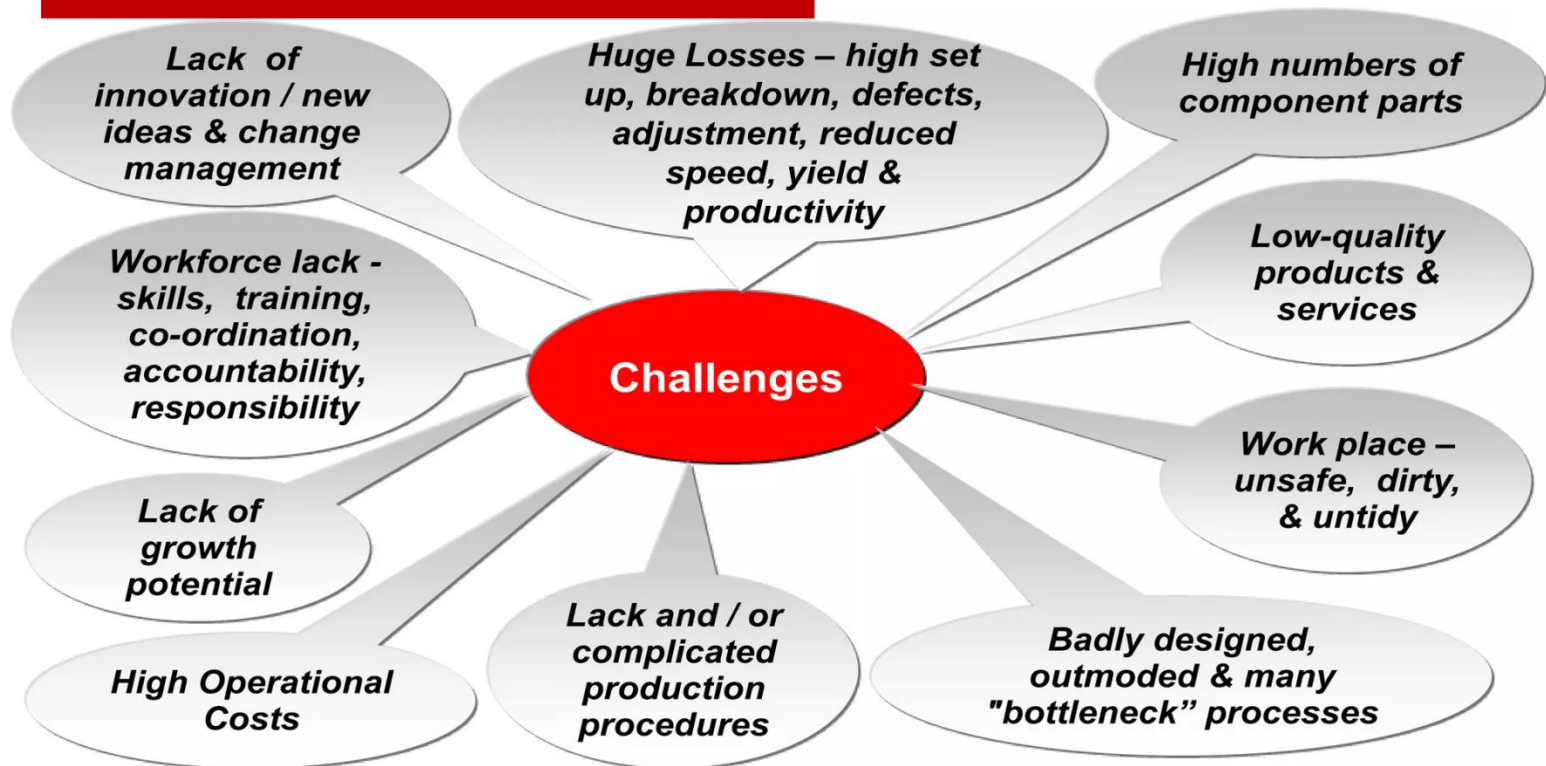 Lack of
innovation / new
ideas & change
management
Huge Losses – high set
up, breakdown, defects,
adjustment, reduced
speed, yield &
productivity
High numbers of
component parts
Workforce lack -
skills, training,
co-ordination,
accountability,
responsibility
Low-quality
products &
services
Challenges
Work place –
unsafe, dirty,
& untidy
Lack of
growth
potential
High Operational
Costs
Lack and / or
complicated
production
procedures
Badly designed,
outmoded & many
"bottleneck” processes